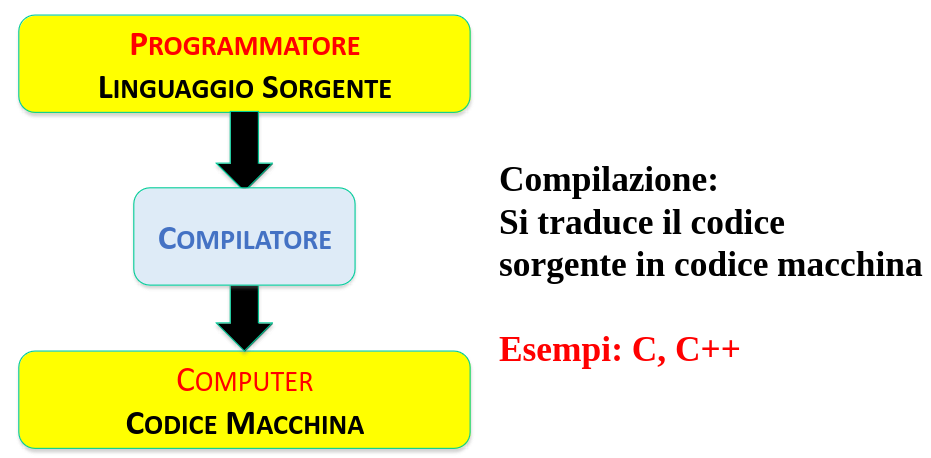 PROGRAMMATORE
LINGUAGGIO SORGENTE
COMPILATORE
COMPUTER
CODICE MACCHINA
Compilazione:
Si traduce il codice
sorgente in codice macchina
Esempi: C, C++